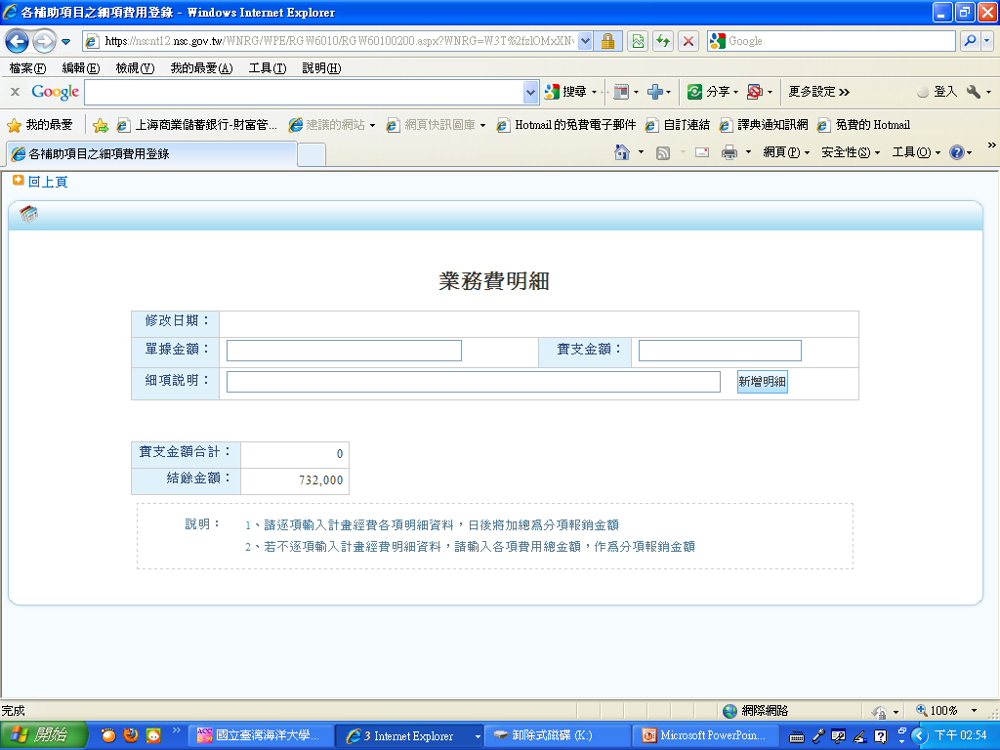 各補助項目之細項費用登錄 - Windows Internet Explorer
https://nscnt12.nsc.gov.tw/WNRG/WPE/RGW6010/RGW60100200.aspx?WNRG=W3T%2fzlOMxXN
Google
檔案(F) 編輯(E) 檢視(V) 我的最愛(A) 工具(T) 說明(H)
x Google 搜尋 分享 更多設定 >> 登入
我的最愛 上海商業儲蓄銀行-財富管... 建議的網站 網頁快訊圖庫 Hotmail 的免費電子郵件 自訂連結 譯典通知訊網 免費的 Hotmail
各補助項目之細項費用登錄 網頁(P) 安全性(S) 工具(O) >>
回上頁
業務費明細
修改日期：
單據金額： 實支金額：
細項說明： 新增明細
實支金額合計： 0
結餘金額： 732,000
說明： 1、請逐項輸入計畫經費各項明細資料，日後將加總為分項報銷金額
2、若不逐項輸入計畫經費明細資料，請輸入各項費用總金額，作為分項報銷金額
完成 網際網路 100%
開始 >> 國立臺灣海洋大學... 3 Internet Explorer 卸除式磁碟 (K:) Microsoft PowerPoin... 下午 02:54